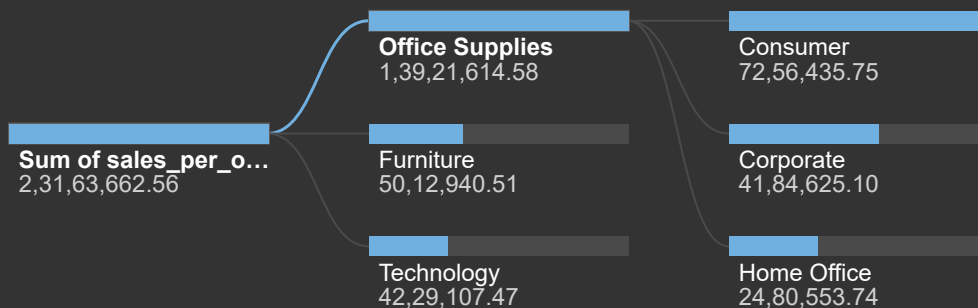 Sum of sales_per_o...
2,31,63,662.56
Office Supplies
1,39,21,614.58
Furniture
50,12,940.51
Technology
42,29,107.47
Consumer
72,56,435.75
Corporate
41,84,625.10
Home Office
24,80,553.74